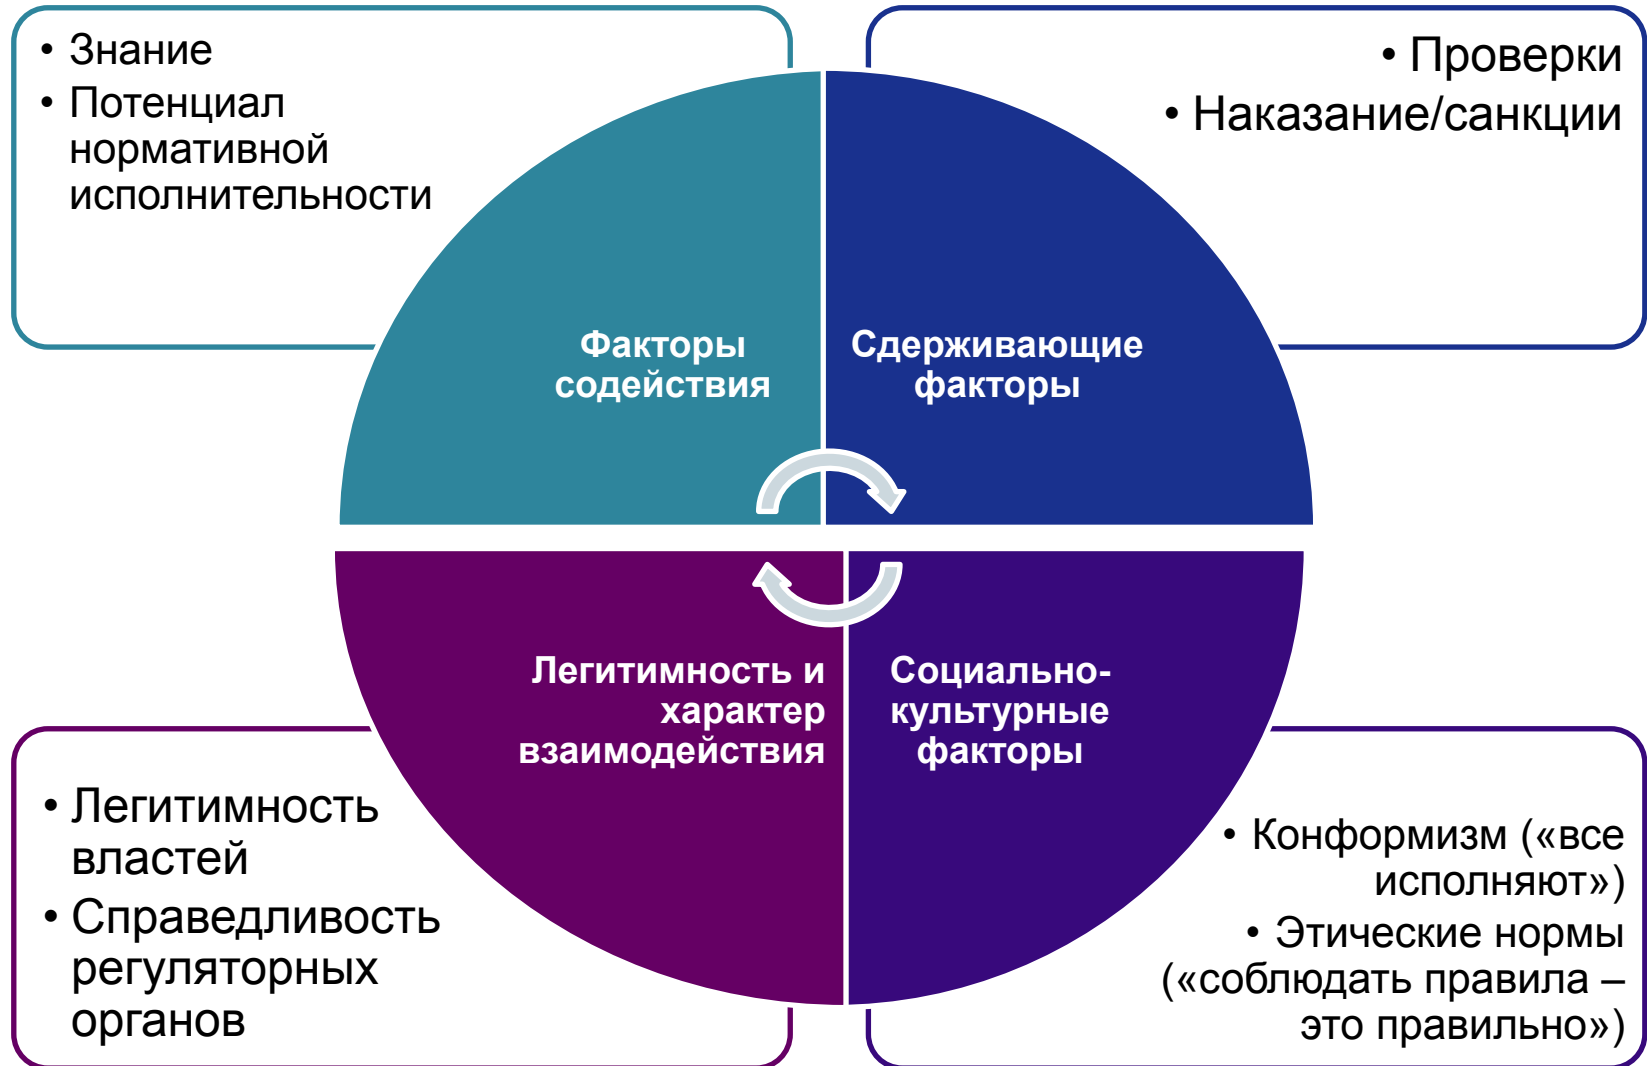 • Знание
• Потенциал
нормативной
исполнительности
• Проверки
• Наказание/санкции
Факторы
содействия
Сдерживающие
факторы
Легитимность и
характер
взаимодействия
Социально-
культурные
факторы
• Легитимность
властей
• Справедливость
регуляторных
органов
• Конформизм («все
исполняют»)
• Этические нормы
(«соблюдать правила –
это правильно»)